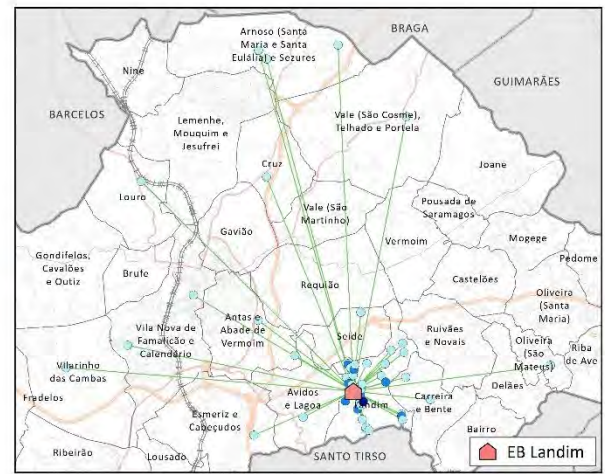 BRAGA
Arnoso (Santa
Maria e Santa
Eulália) e Sezures
Nine
GUIMARÃES
BARCELOS
Lemenhe,
Mouquim e
Jesufrei
Vale (São Cosme),
Telhado e Portela
Cruz
Joane
Louro
Vale (São
Martinho)
Pousada de
Saramagos
Gavião
Vermoim
Mogege
Gondifelos,
Cavalões
e Outiz
Brufe
Requião
Castelões
Pedome
Oliveira
(Santa
Maria)
Antas e
Abade de
Vermoim
Vila Nova de
Famalicão e
Calendário
Seide
Ruivães
e Novais
Oliveira
(São
Mateus)
Riba
de Ave
Vilarinho
das Cambas
Delães
Fradelos
Avidos
e Lagoa
Landim
Carreira
e Bente
Esmeriz e
Cabeçudos
Bairro
Ribeirão
Lousado
SANTO TIRSO
EB Landim